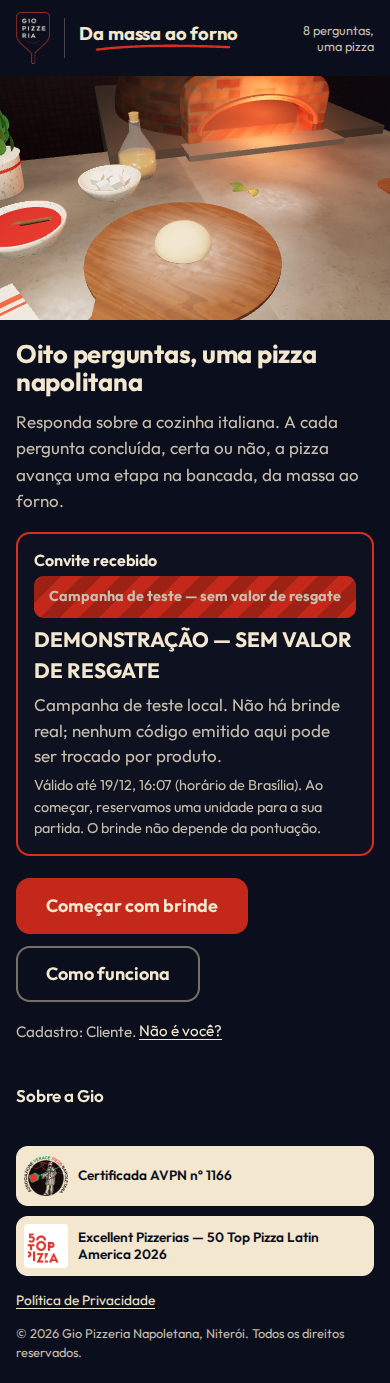 GIO
PIZZE
RIA
Da massa ao forno
8 perguntas,
uma pizza
Oito perguntas, uma pizza
napolitana
Responda sobre a cozinha italiana. A cada
pergunta concluída, certa ou não, a pizza
avança uma etapa na bancada, da massa ao
forno.
Convite recebido
Campanha de teste — sem valor de resgate
DEMONSTRAÇÃO — SEM VALOR
DE RESGATE
Campanha de teste local. Não há brinde
real; nenhum código emitido aqui pode
ser trocado por produto.
Válido até 19/12, 16:07 (horário de Brasília). Ao
começar, reservamos uma unidade para a sua
partida. O brinde não depende da pontuação.
Começar com brinde
Como funciona
Cadastro: Cliente. Não é você?
Sobre a Gio
Certificada AVPN nº 1166
50
TOP
PIZZA
Excellent Pizzerias — 50 Top Pizza Latin
America 2026
Política de Privacidade
© 2026 Gio Pizzeria Napoletana, Niterói. Todos os direitos
reservados.